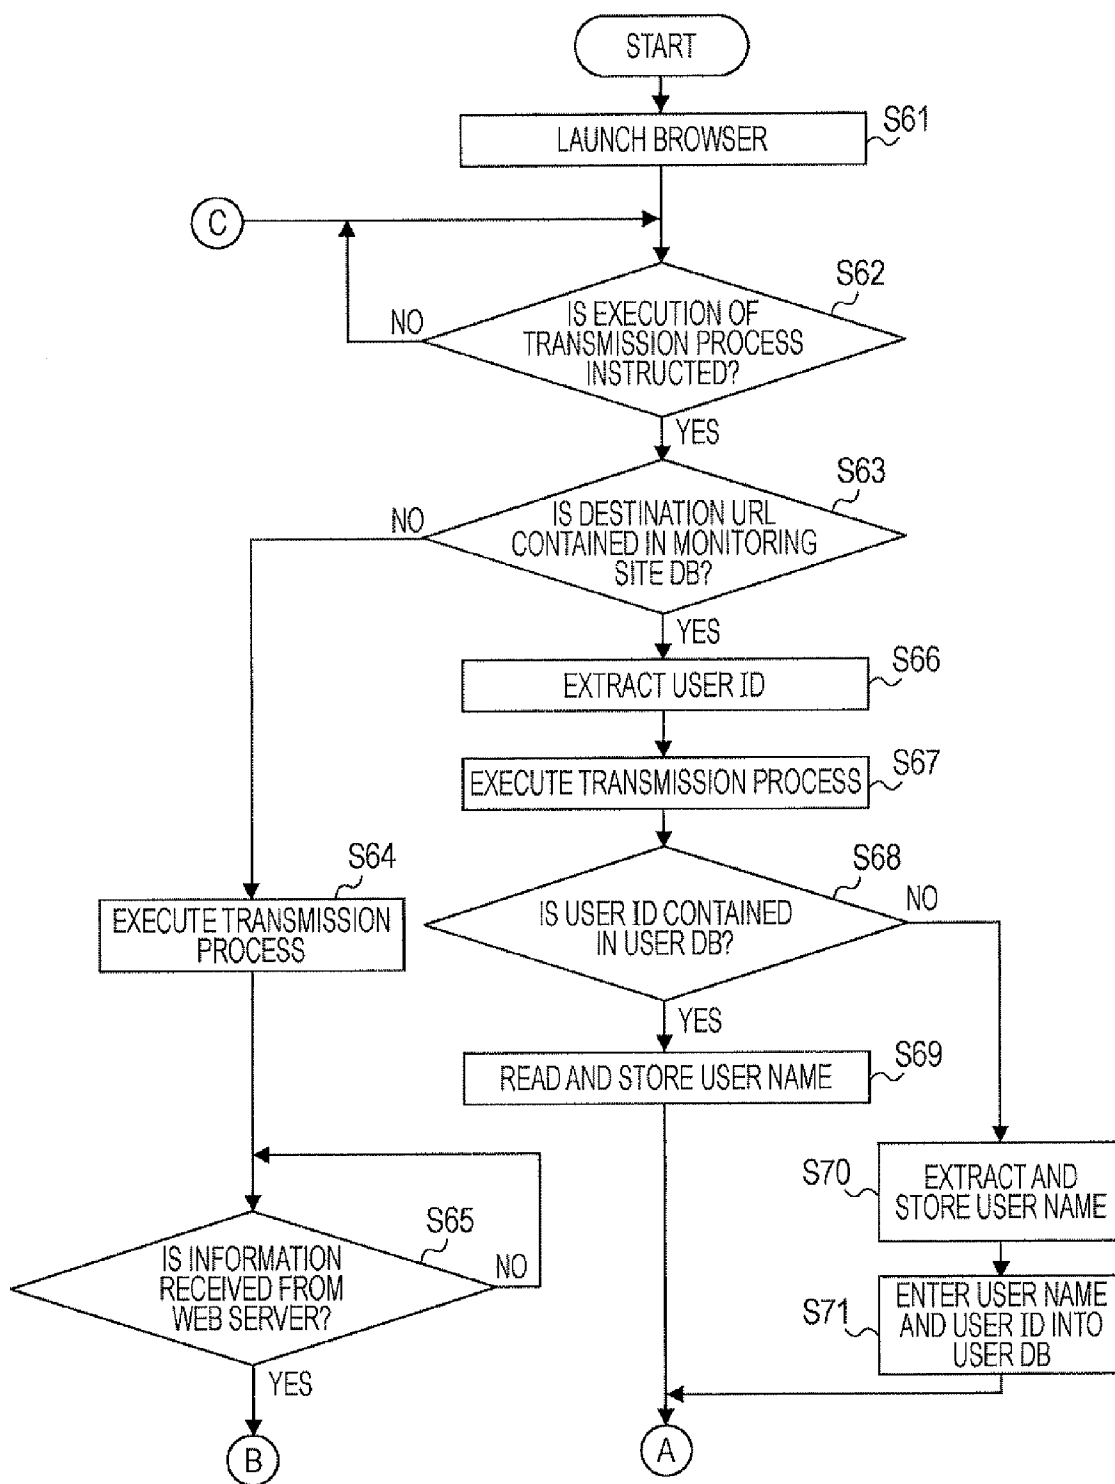 START
LAUNCH BROWSER
S61
C
S62
IS EXECUTION OF
TRANSMISSION PROCESS
INSTRUCTED?
NO
YES
S63
IS DESTINATION URL
CONTAINED IN MONITORING
SITE DB?
NO
YES
S66
EXTRACT USER ID
S67
EXECUTE TRANSMISSION PROCESS
S64
EXECUTE TRANSMISSION
PROCESS
S68
IS USER ID CONTAINED
IN USER DB?
NO
YES
S69
READ AND STORE USER NAME
S70
EXTRACT AND
STORE USER NAME
S65
IS INFORMATION
RECEIVED FROM
WEB SERVER?
NO
YES
S71
ENTER USER NAME
AND USER ID INTO
USER DB
B
A